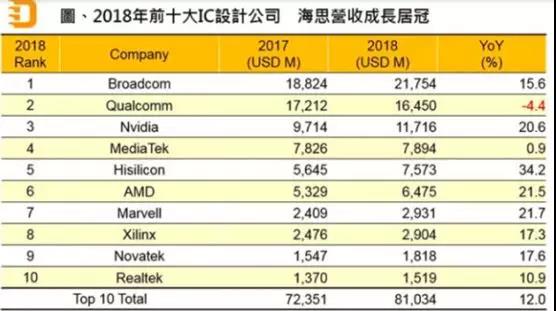 圖、2018年前十大IC設計公司 海思營收成長居冠
2018 Rank Company 2017 (USD M) 2018 (USD M) YoY (%)
1 Broadcom 18,824 21,754 15.6
2 Qualcomm 17,212 16,450 -4.4
3 Nvidia 9,714 11,716 20.6
4 MediaTek 7,826 7,894 0.9
5 Hisilicon 5,645 7,573 34.2
6 AMD 5,329 6,475 21.5
7 Marvell 2,409 2,931 21.7
8 Xilinx 2,476 2,904 17.3
9 Novatek 1,547 1,818 17.6
10 Realtek 1,370 1,519 10.9
Top 10 Total 72,351 81,034 12.0